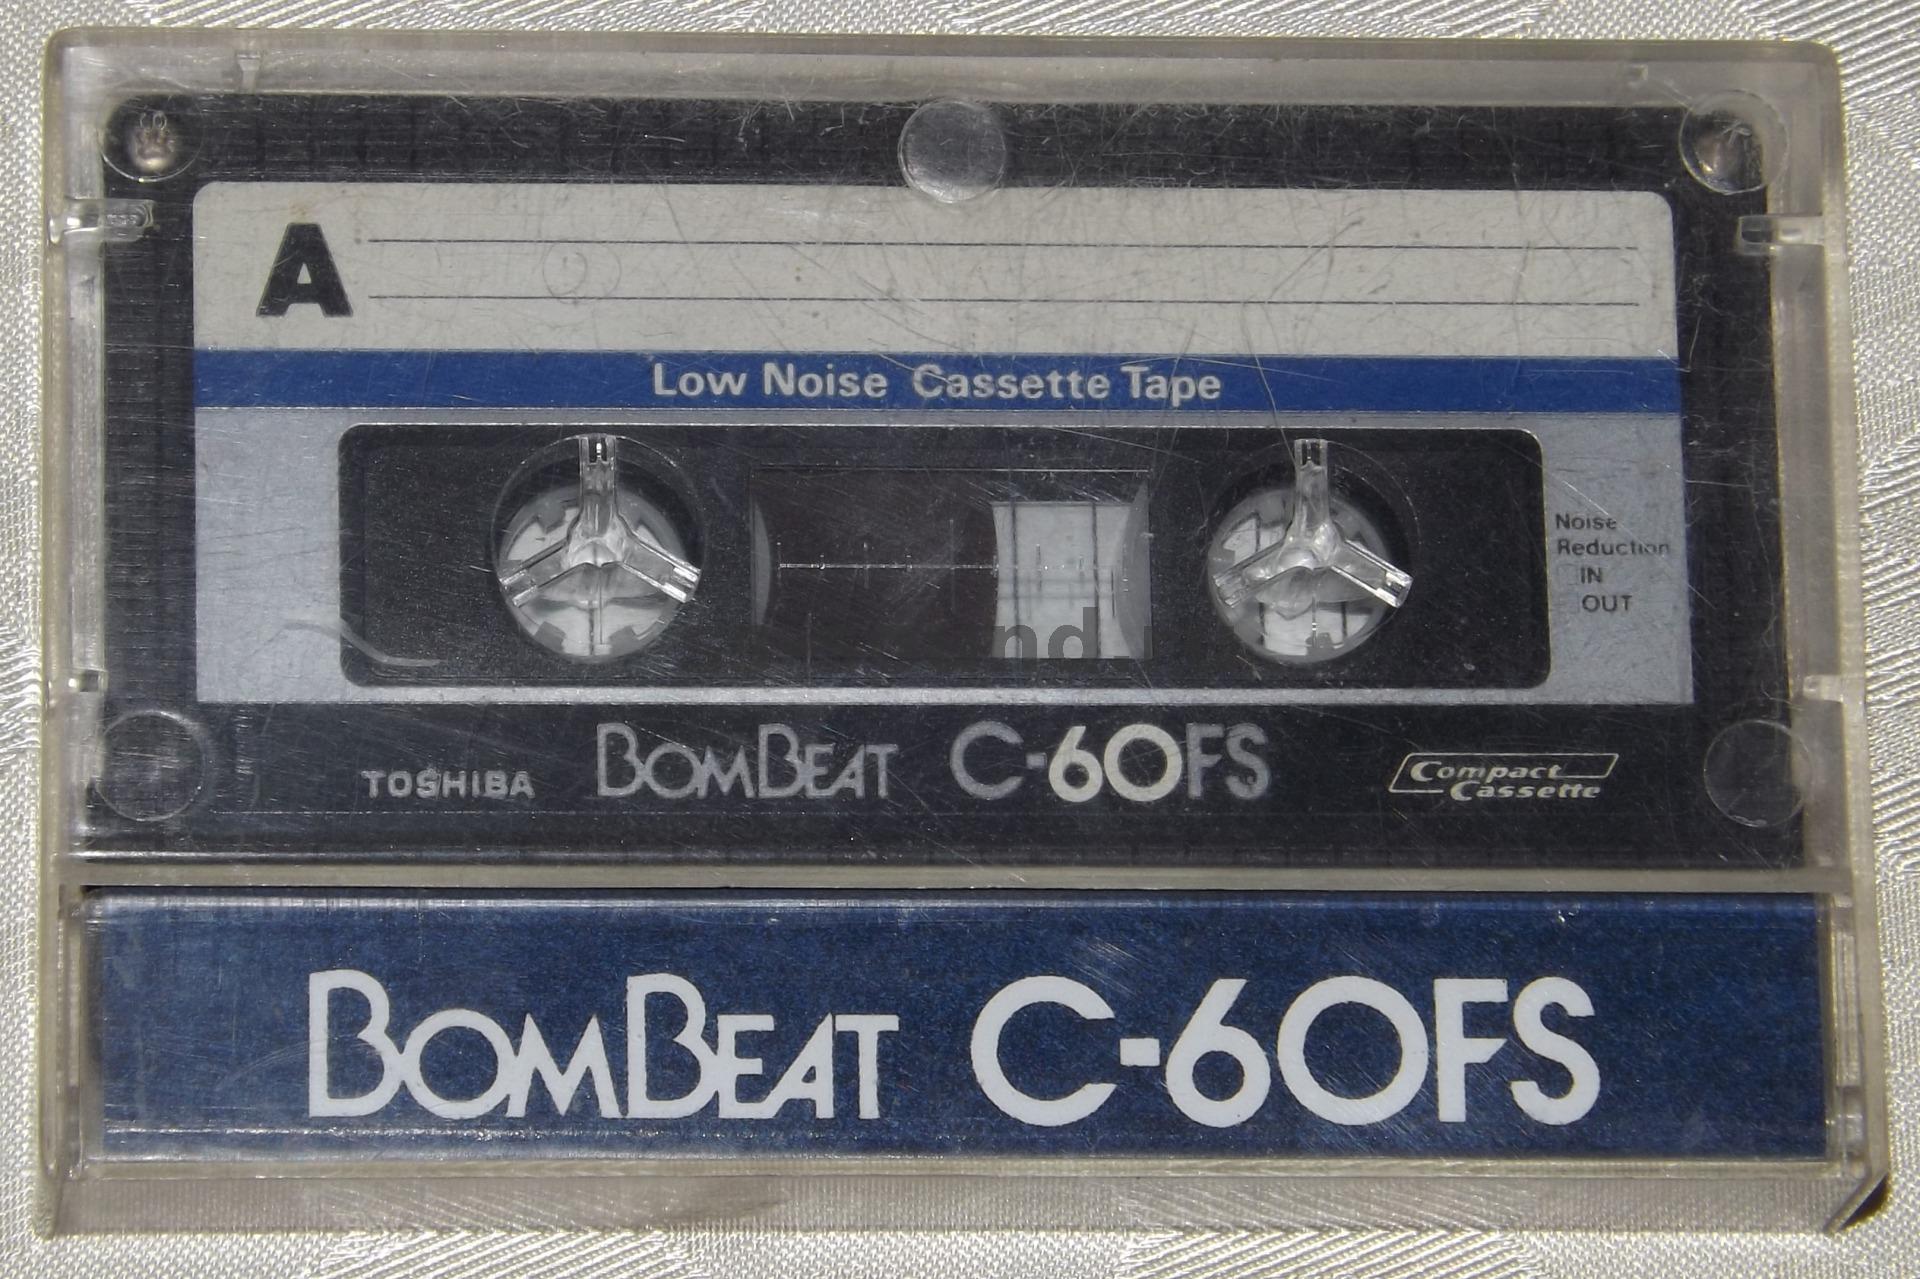 A
Low Noise Cassette Tape
Noise
Reduction
IN
OUT
TOSHIBA BOMBEAT C-60FS Compact
Cassette
BOMBEAT C-60FS